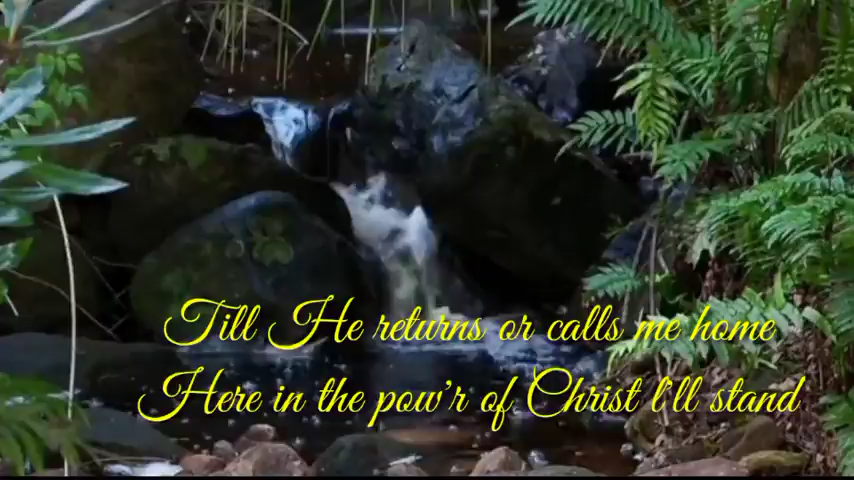 Till He returns or calls me home
Here in the pow'r of Christ I'll stand